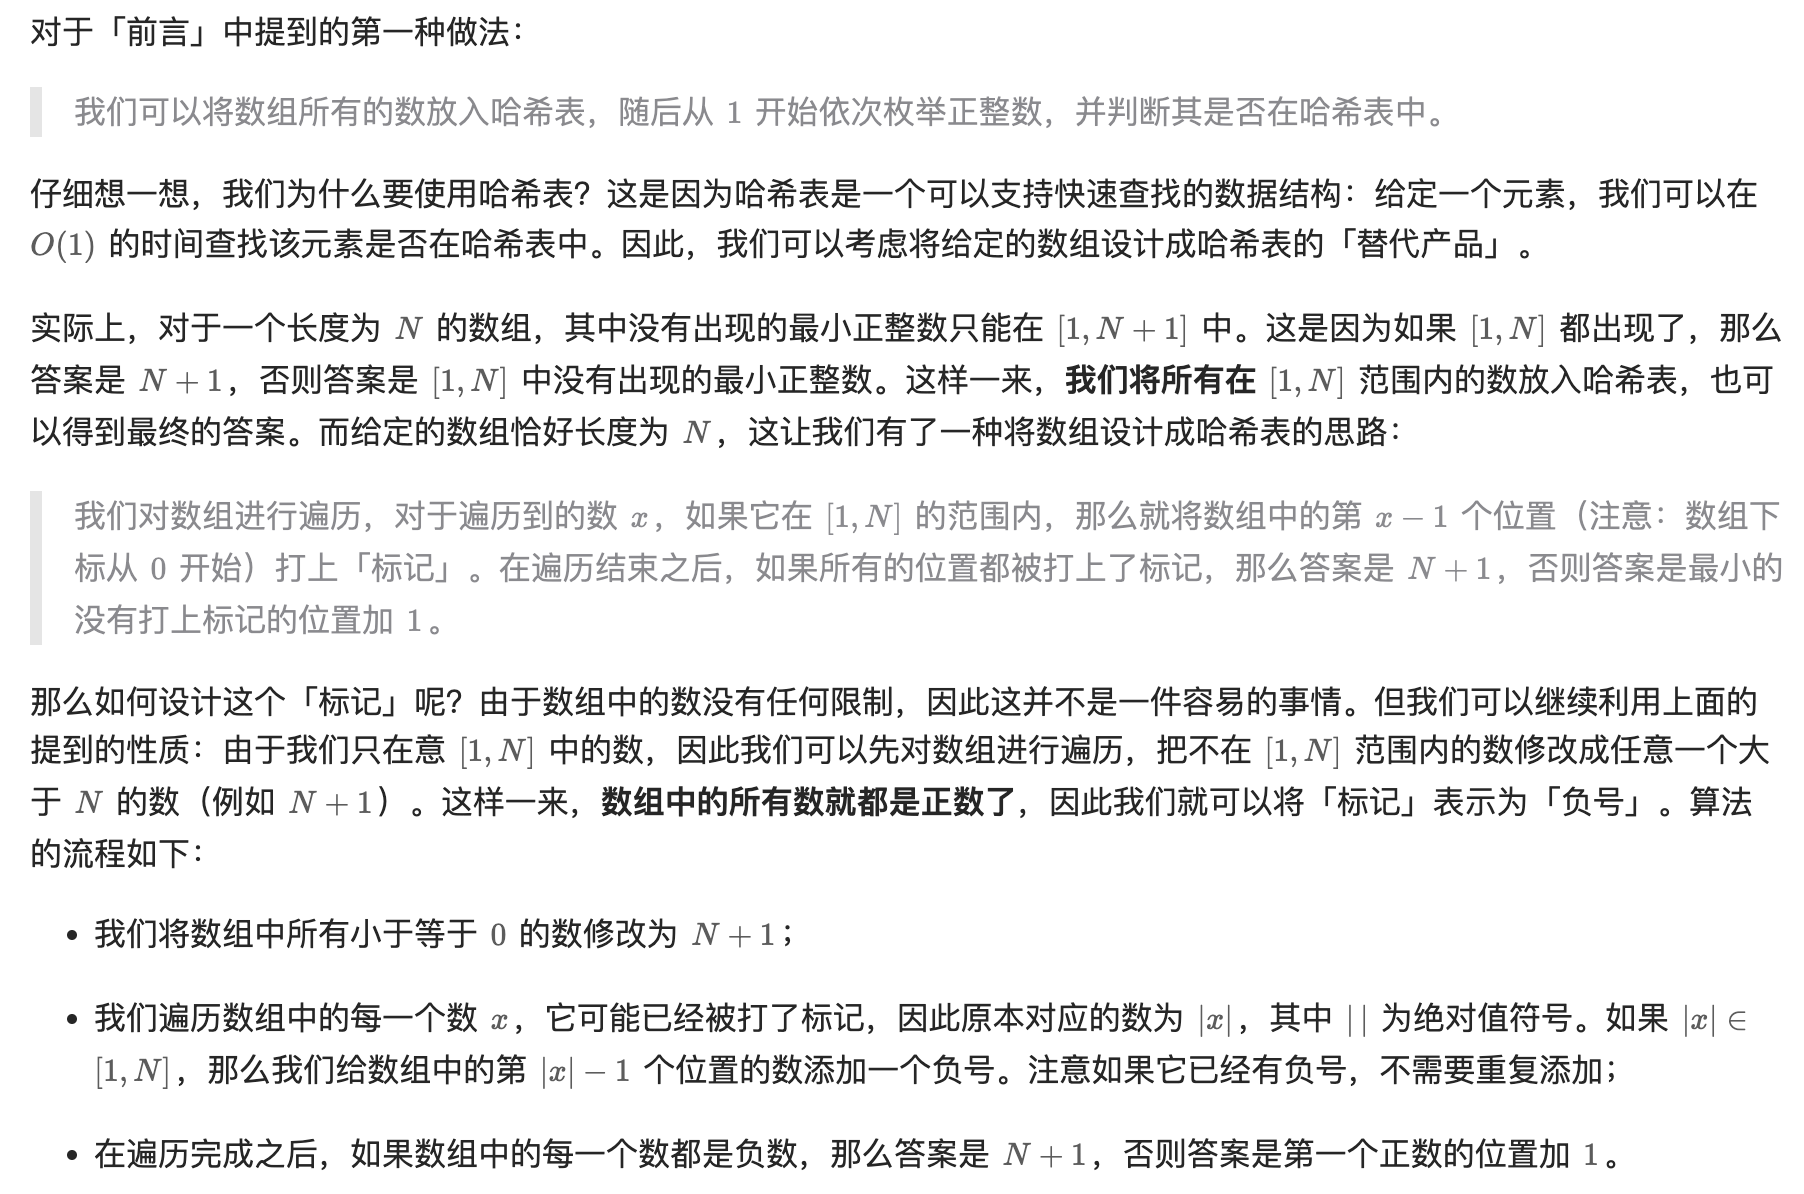 对于「前言」中提到的第一种做法：
我们可以将数组所有的数放入哈希表，随后从 1 开始依次枚举正整数，并判断其是否在哈希表中。
仔细想一想，我们为什么要使用哈希表？这是因为哈希表是一个可以支持快速查找的数据结构：给定一个元素，我们可以在
O(1) 的时间查找该元素是否在哈希表中。因此，我们可以考虑将给定的数组设计成哈希表的「替代产品」。
实际上，对于一个长度为 N 的数组，其中没有出现的最小正整数只能在 [1, N + 1] 中。这是因为如果 [1, N] 都出现了，那么
答案是 N + 1，否则答案是 [1, N] 中没有出现的最小正整数。这样一来，我们将所有在 [1, N] 范围内的数放入哈希表，也可
以得到最终的答案。而给定的数组恰好长度为 N，这让我们有了一种将数组设计成哈希表的思路：
我们对数组进行遍历，对于遍历到的数 x，如果它在 [1, N] 的范围内，那么就将数组中的第 x − 1 个位置（注意：数组下
标从 0 开始）打上「标记」。在遍历结束之后，如果所有的位置都被打上了标记，那么答案是 N + 1，否则答案是最小的
没有打上标记的位置加 1。
那么如何设计这个「标记」呢？由于数组中的数没有任何限制，因此这并不是一件容易的事情。但我们可以继续利用上面的
提到的性质：由于我们只在意 [1, N] 中的数，因此我们可以先对数组进行遍历，把不在 [1, N] 范围内的数修改成任意一个大
于 N 的数（例如 N + 1）。这样一来，数组中的所有数就都是正数了，因此我们就可以将「标记」表示为「负号」。算法
的流程如下：
• 我们将数组中所有小于等于 0 的数修改为 N + 1；
• 我们遍历数组中的每一个数 x，它可能已经被打了标记，因此原本对应的数为 |x|，其中 | | 为绝对值符号。如果 |x| ∈
[1, N]，那么我们给数组中的第 |x| − 1 个位置的数添加一个负号。注意如果它已经有负号，不需要重复添加；
• 在遍历完成之后，如果数组中的每一个数都是负数，那么答案是 N + 1，否则答案是第一个正数的位置加 1。